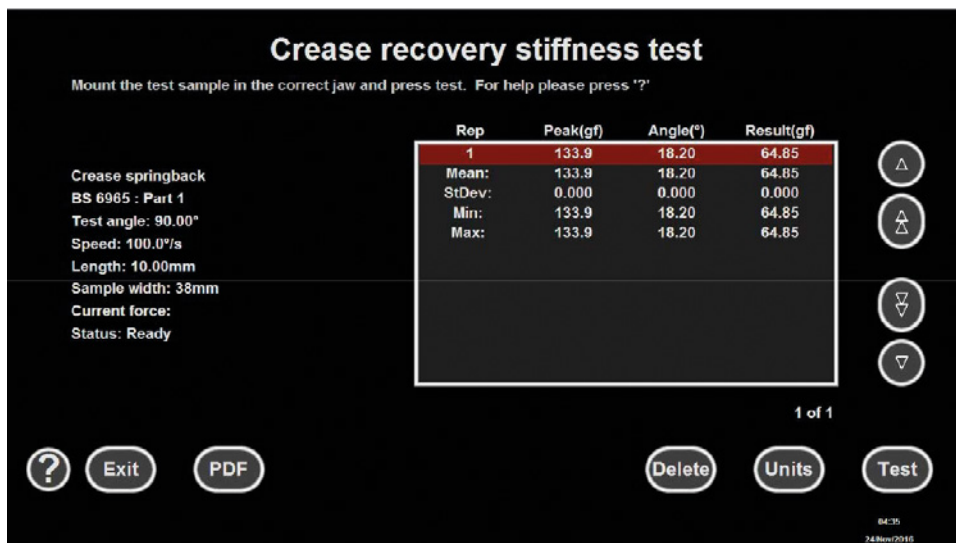 Crease recovery stiffness test
Mount the test sample in the correct jaw and press test. For help please press '?'
Rep Peak(gf) Angle(°) Result(gf)
1 133.9 18.20 64.85
Mean: 133.9 18.20 64.85
StDev: 0.000 0.000 0.000
Min: 133.9 18.20 64.85
Max: 133.9 18.20 64.85
Crease springback
BS 6965 : Part 1
Test angle: 90.00°
Speed: 100.0°/s
Length: 10.00mm
Sample width: 38mm
Current force:
Status: Ready
1 of 1
? Exit PDF Delete Units Test
04:35
24/Nov/2016